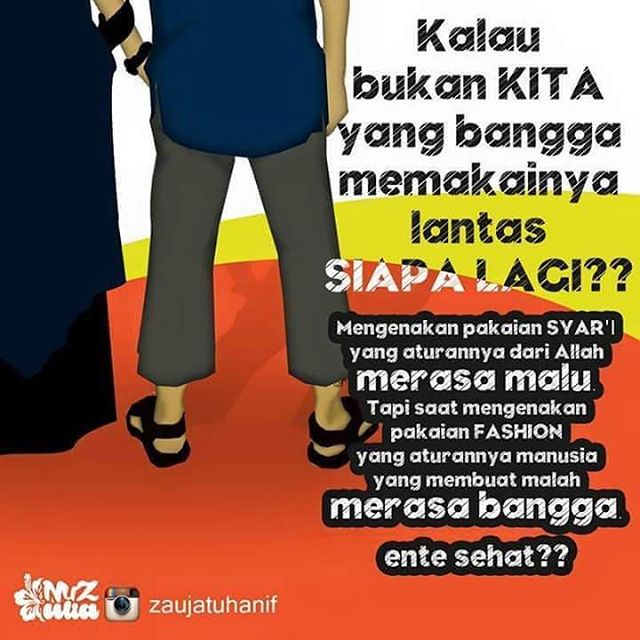 Kalau
bukan KITA
yang bangga
memakainya
lantas
SIAPA LAGI??
Mengenakan pakaian SYAR'I
yang aturannya dari Allah
merasa malu.
Tapi saat mengenakan
pakaian FASHION
yang aturannya manusia
yang membuat malah
merasa bangga.
ente sehat??
zaujatuhanif